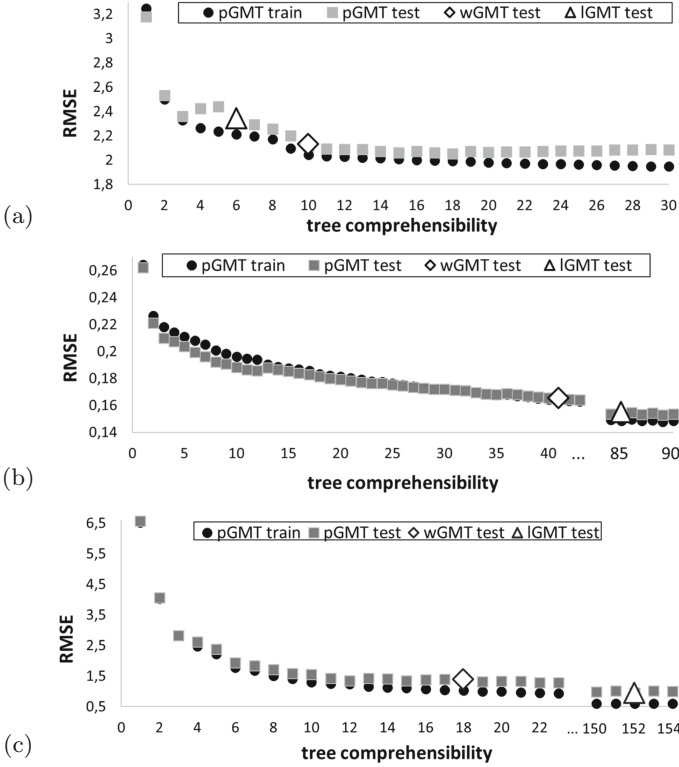 pGMT train pGMT test wGMT test lGMT test
3,2
3
2,8
2,6
2,4
2,2
2
1,8
RMSE
0 2 4 6 8 10 12 14 16 18 20 22 24 26 28 30
tree comprehensibility
(a)
pGMT train pGMT test wGMT test lGMT test
0,26
0,24
0,22
0,2
0,18
0,16
0,14
RMSE
0 5 10 15 20 25 30 35 40 ... 85 90
tree comprehensibility
(b)
pGMT train pGMT test wGMT test lGMT test
6,5
5,5
4,5
3,5
2,5
1,5
0,5
RMSE
0 2 4 6 8 10 12 14 16 18 20 22 ... 150 152 154
tree comprehensibility
(c)